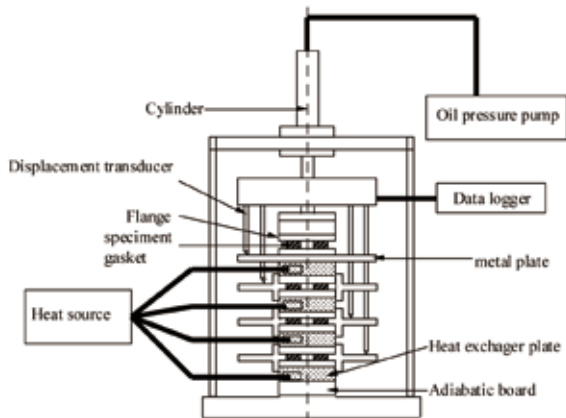 Cylinder
Oil pressure pump
Displacement transducer
Data logger
Flange
speciment
gasket
metal plate
Heat source
Heat exchager plate
Adiabatic board